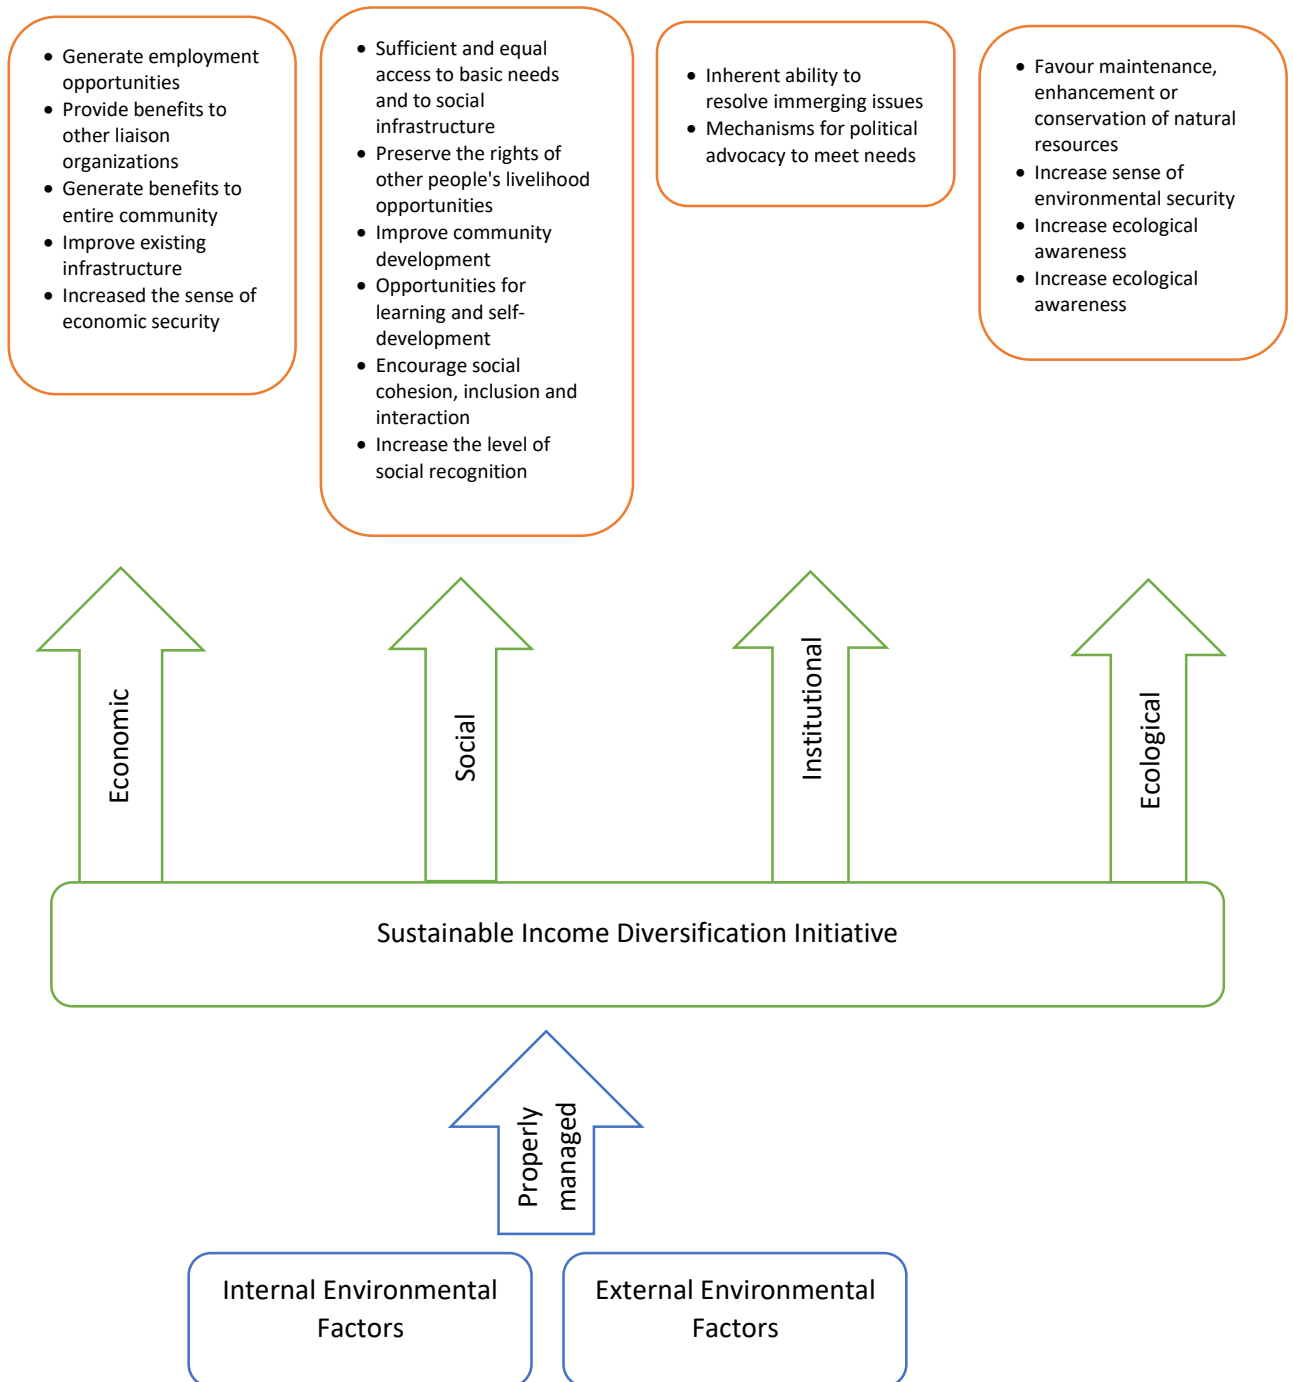 • Generate employment
opportunities
• Provide benefits to
other liaison
organizations
• Generate benefits to
entire community
• Improve existing
infrastructure
• Increased the sense of
economic security
• Sufficient and equal
access to basic needs
and to social
infrastructure
• Preserve the rights of
other people's livelihood
opportunities
• Improve community
development
• Opportunities for
learning and self-
development
• Encourage social
cohesion, inclusion and
interaction
• Increase the level of
social recognition
• Inherent ability to
resolve immerging issues
• Mechanisms for political
advocacy to meet needs
• Favour maintenance,
enhancement or
conservation of natural
resources
• Increase sense of
environmental security
• Increase ecological
awareness
• Increase ecological
awareness
Economic
Social
Institutional
Ecological
Sustainable Income Diversification Initiative
Properly
managed
Internal Environmental
Factors
External Environmental
Factors